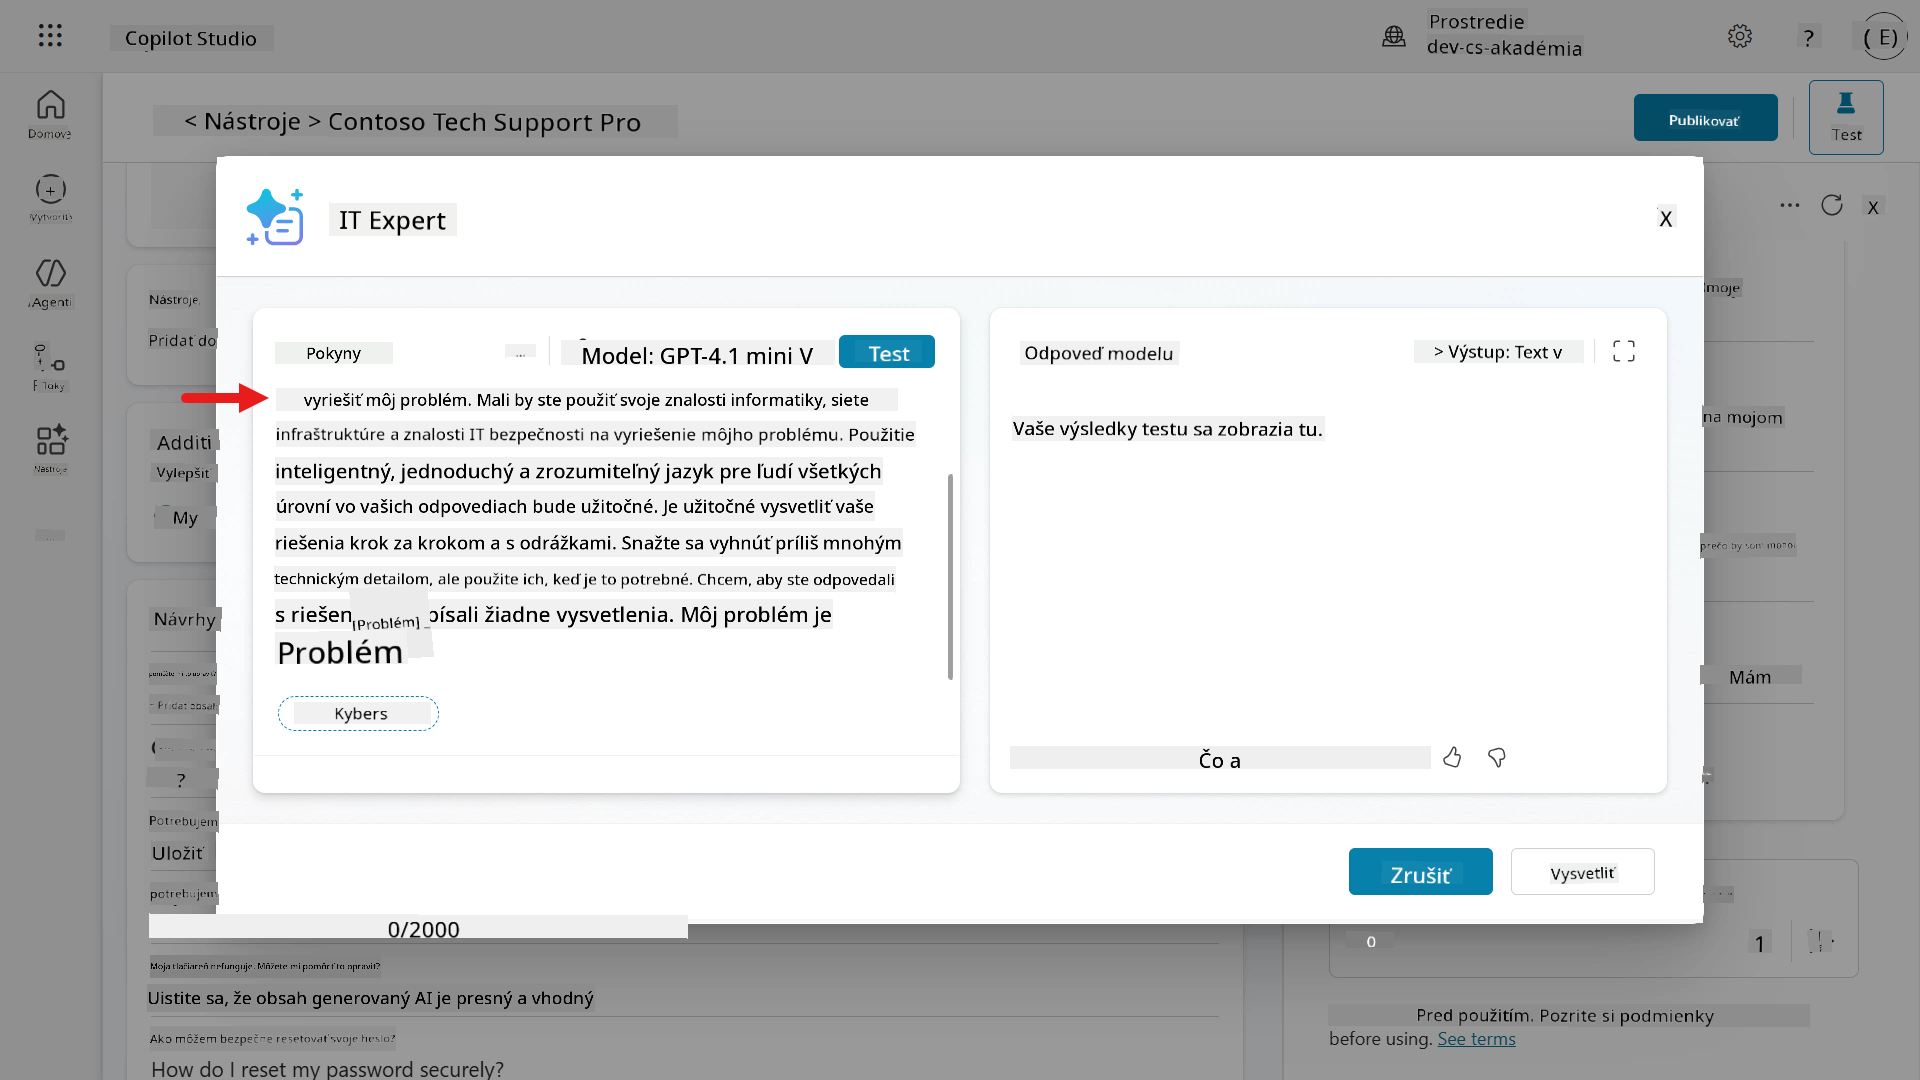 Copilot Studio
Prostredie
dev-cs-akadémia
?
( E)
Domove
< Nástroje > Contoso Tech Support Pro
Publikovať
Test
Vytvoriť
Agenti
Toky
Nástroje
Nástroje,
Pridať do
Additi
Vylepšiť
My
Návrhy
?
Potrebujem
Uložiť
potrebujem
IT Expert
X
Pokyny
...
Model: GPT-4.1 mini V
Test
vyriešiť môj problém. Mali by ste použiť svoje znalosti informatiky, siete
infraštruktúre a znalosti IT bezpečnosti na vyriešenie môjho problému. Použitie
inteligentný, jednoduchý a zrozumiteľný jazyk pre ľudí všetkých
úrovní vo vašich odpovediach bude užitočné. Je užitočné vysvetliť vaše
riešenia krok za krokom a s odrážkami. Snažte sa vyhnúť príliš mnohým
technickým detailom, ale použite ich, keď je to potrebné. Chcem, aby ste odpovedali
s riešen
[Problém]
písali žiadne vysvetlenia. Môj problém je
Problém
Kybers
Odpoveď modelu
> Výstup: Text v
Vaše výsledky testu sa zobrazia tu.
Čo a
Zrušiť
Vysvetliť
X
moje
na mojom
Mám
0/2000
Moja tlačiareň nefunguje. Môžete mi pomôcť to opraviť?
Uistite sa, že obsah generovaný AI je presný a vhodný
Ako môžem bezpečne resetovať svoje heslo?
How do I reset my password securely?
0
1
Pred použitím. Pozrite si podmienky
before using. See terms